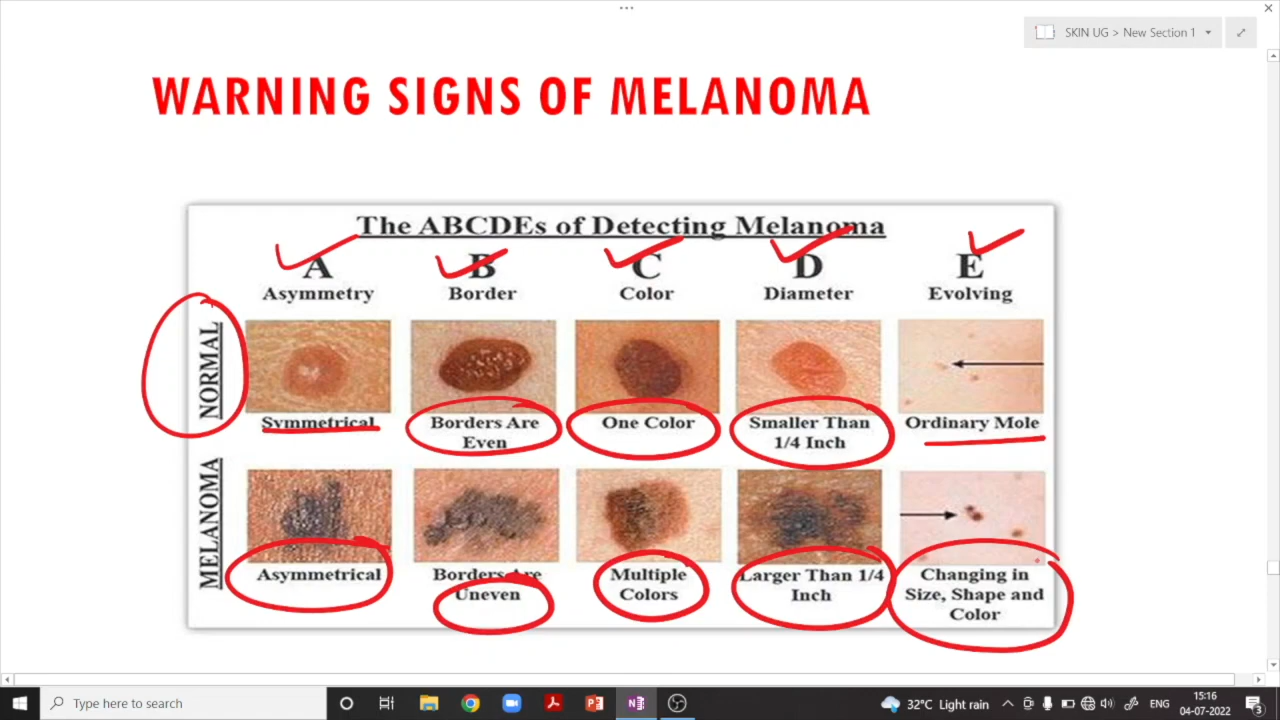 SKIN UG > New Section 1
WARNING SIGNS OF MELANOMA
The ABCDEs of Detecting Melanoma
A B C D E
Asymmetry Border Color Diameter Evolving
NORMAL
Symmetrical Borders Are One Color Smaller Than Ordinary Mole
Even 1/4 Inch
MELANOMA
Asymmetrical Borders Are Multiple Larger Than 1/4 Changing in
Uneven Colors Inch Size, Shape and
Color
Type here to search
32°C Light rain
ENG
15:16
04-07-2022
3